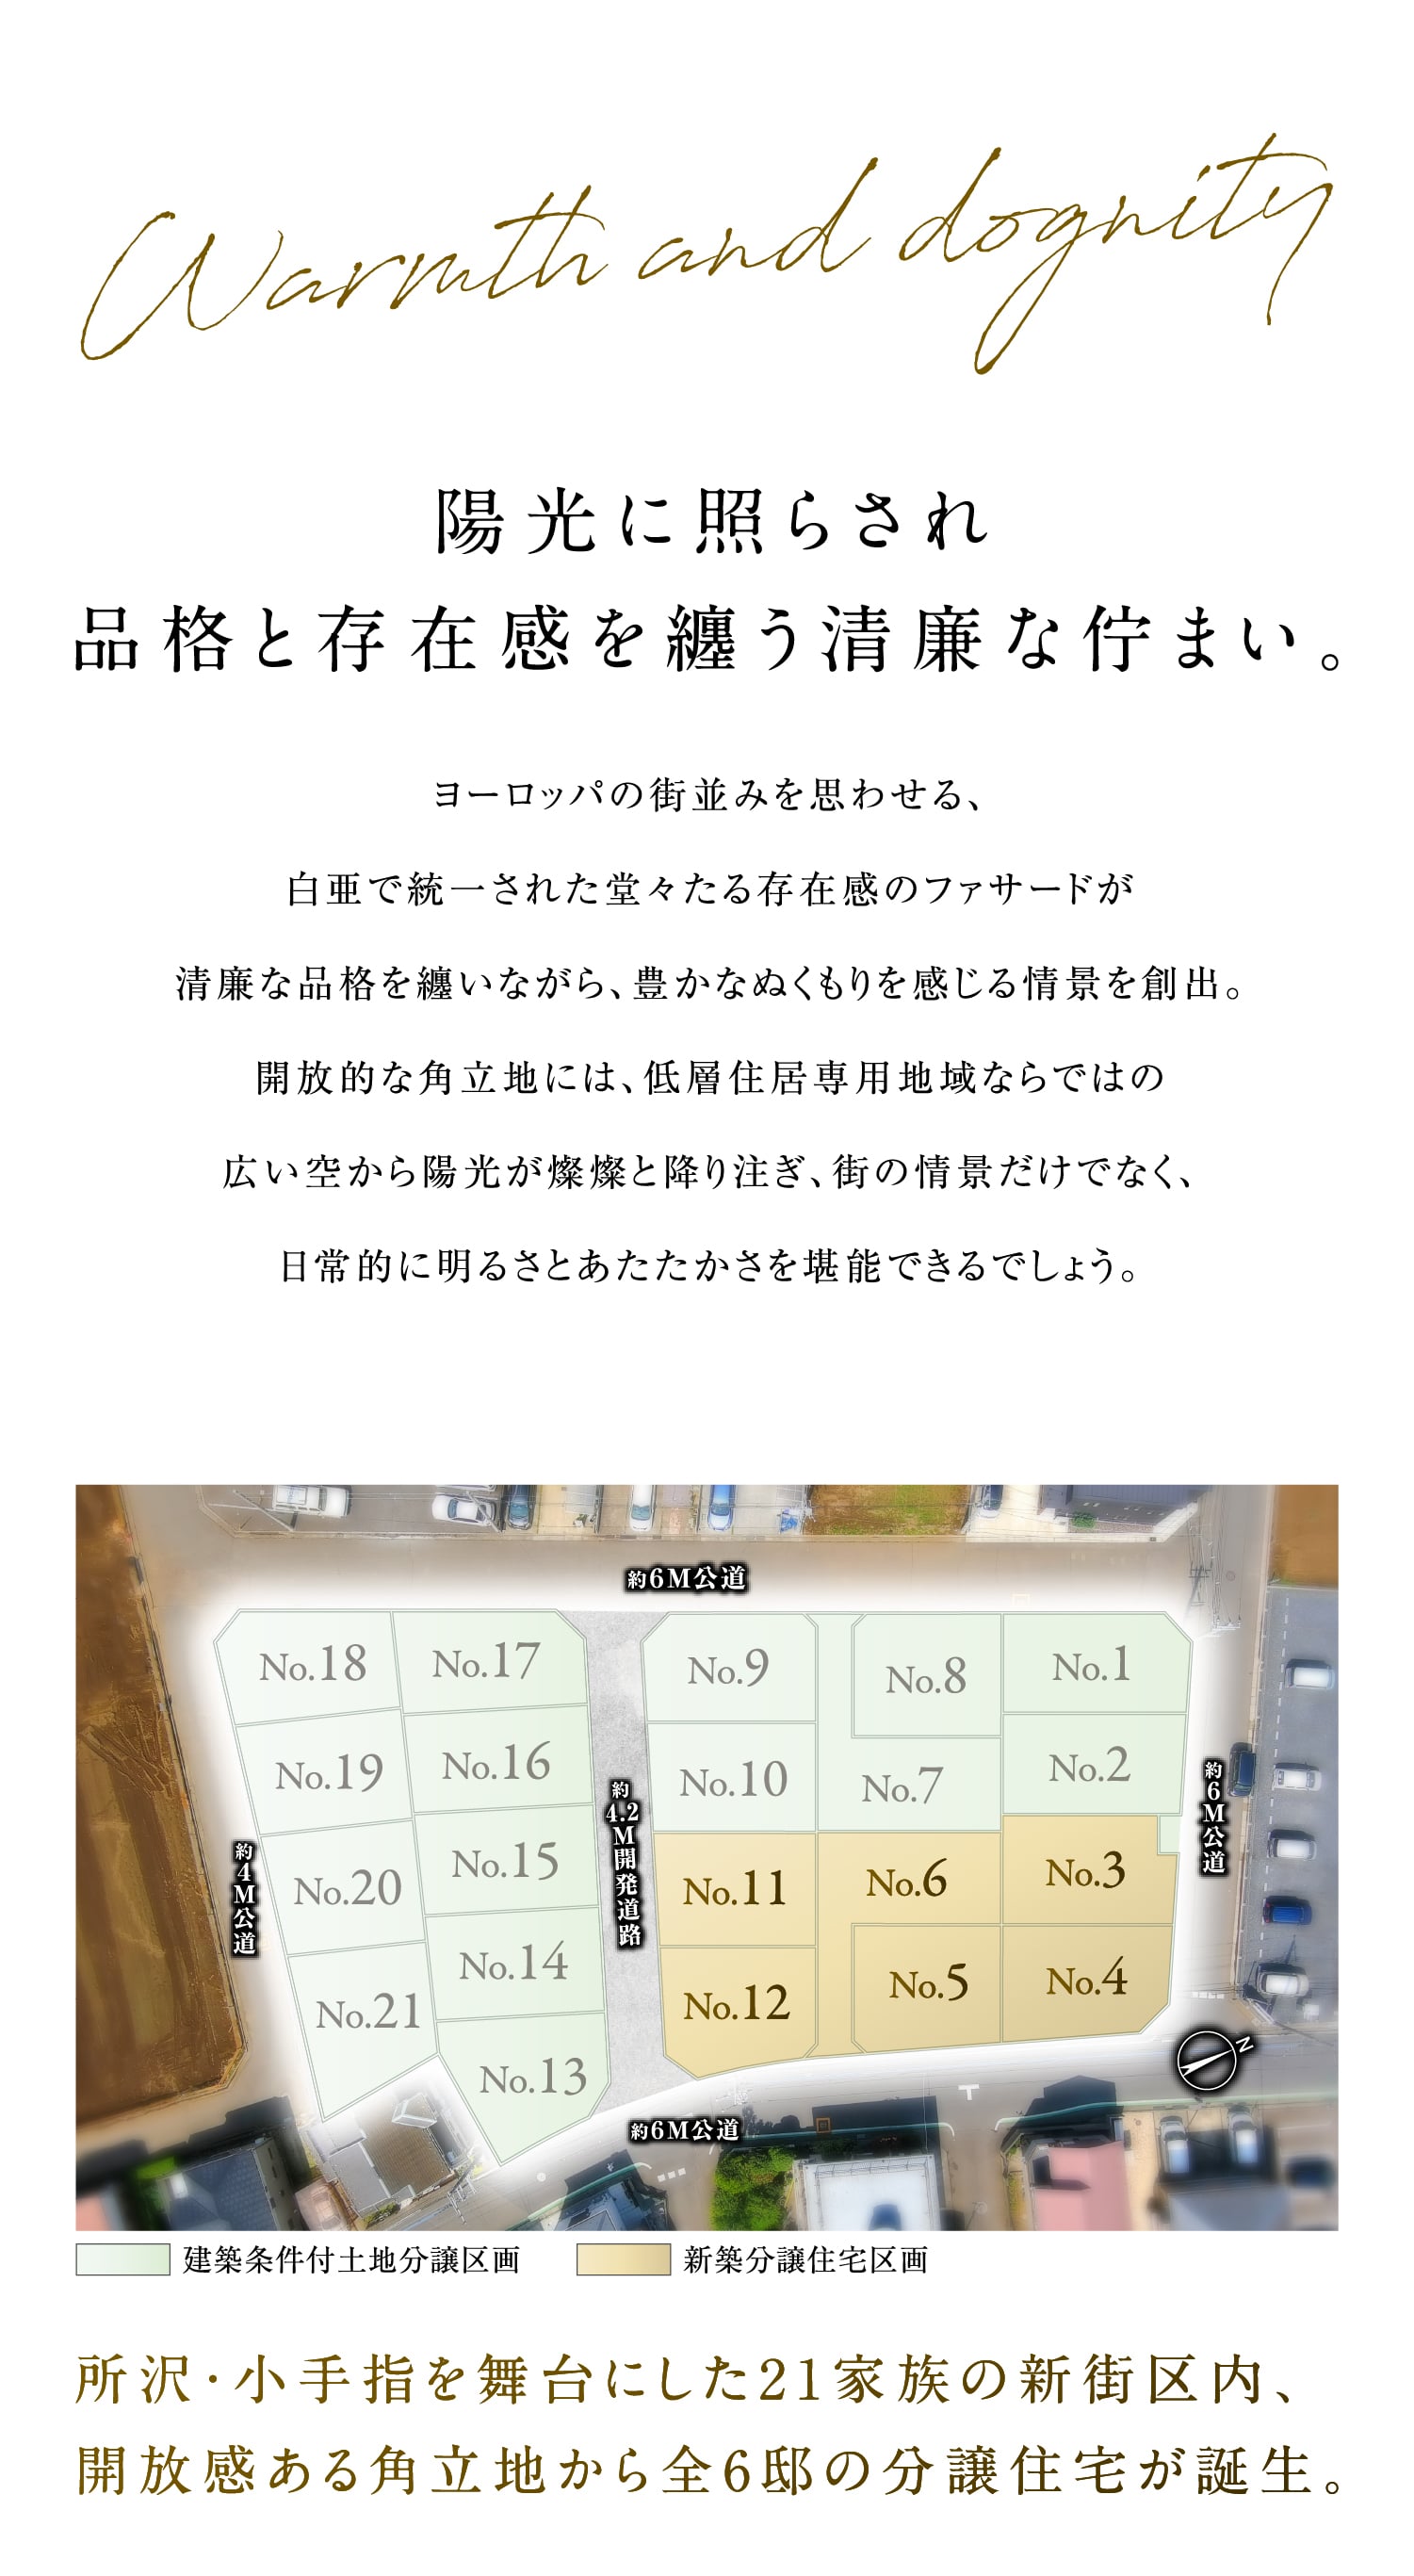 Warmth and dognity
陽光に照らされ
品格と存在感を纏う清廉な佇まい。
ヨーロッパの街並みを思わせる、
白亜で統一された堂々たる存在感のファサードが
清廉な品格を纏いながら、豊かなぬくもりを感じる情景を創出。
開放的な角立地には、低層住居専用地域ならではの
広い空から陽光が燦燦と降り注ぎ、街の情景だけでなく、
日常的に明るさとあたたかさを堪能できるでしょう。
約6M公道
No.18
No.17
No.9
No.8
No.1
No.19
No.16
No.10
No.7
No.2
約6M公道
約4.2M開発道路
約4M公道
No.20
No.15
No.11
No.6
No.3
No.21
No.14
No.12
No.5
No.4
No.13
N
約6M公道
建築条件付土地分譲区画
新築分譲住宅区画
所沢・小手指を舞台にした21家族の新街区内、
開放感ある角立地から全6邸の分譲住宅が誕生。